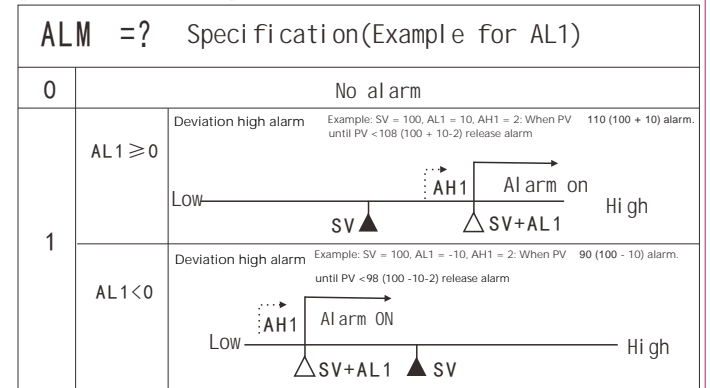 ALM =? Specification(Example for AL1)
0 No alarm
1
AL1≥0
Deviation high alarm Example: SV = 100, AL1 = 10, AH1 = 2: When PV 110 (100 + 10) alarm.
until PV <108 (100 + 10-2) release alarm
AH1 Alarm on
Low High
SV SV+AL1
AL1<0
Deviation high alarm Example: SV = 100, AL1 = -10, AH1 = 2: When PV 90 (100 - 10) alarm.
until PV <98 (100 -10-2) release alarm
AH1 Alarm ON
Low High
SV+AL1 SV